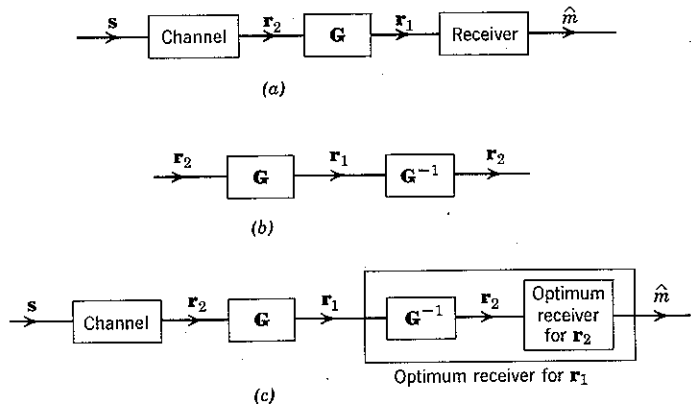 s r₂ r₁ m̂
Channel G Receiver
(a)
r₂ r₁ r₂
G G⁻¹
(b)
s r₂ r₁ r₂ m̂
Channel G G⁻¹ Optimum
receiver
for r₂
Optimum receiver for r₁
(c)